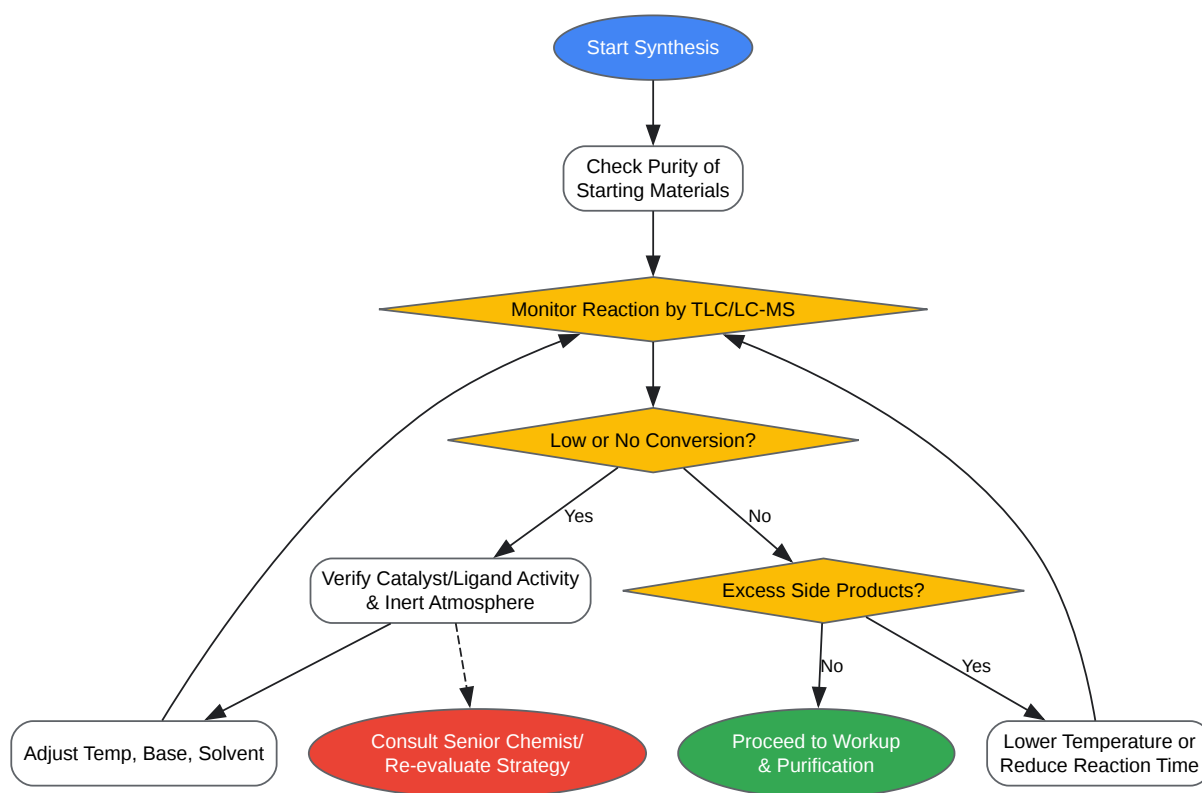 Start Synthesis
Check Purity of
Starting Materials
Monitor Reaction by TLC/LC-MS
Low or No Conversion?
Yes
No
Verify Catalyst/Ligand Activity
& Inert Atmosphere
Excess Side Products?
No
Yes
Adjust Temp, Base, Solvent
Consult Senior Chemist/
Re-evaluate Strategy
Proceed to Workup
& Purification
Lower Temperature or
Reduce Reaction Time